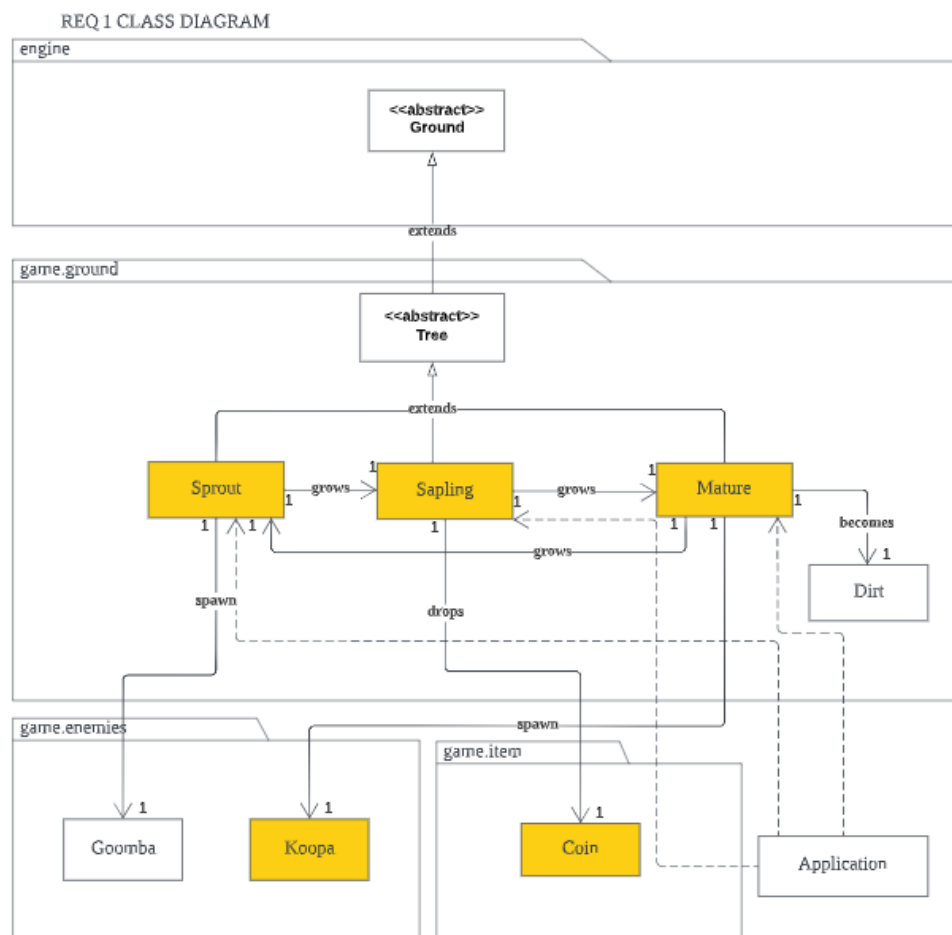 REQ 1 CLASS DIAGRAM
engine
<<abstract>>
Ground
extends
game.ground
<<abstract>>
Tree
extends
Sprout
1
grows
1
Sapling
1
grows
1
Mature
1
1
1
1
1
1
becomes
grows
1
Dirt
spawn
drops
game.enemies
spawn
game.item
1
1
1
Goomba
Koopa
Coin
Application